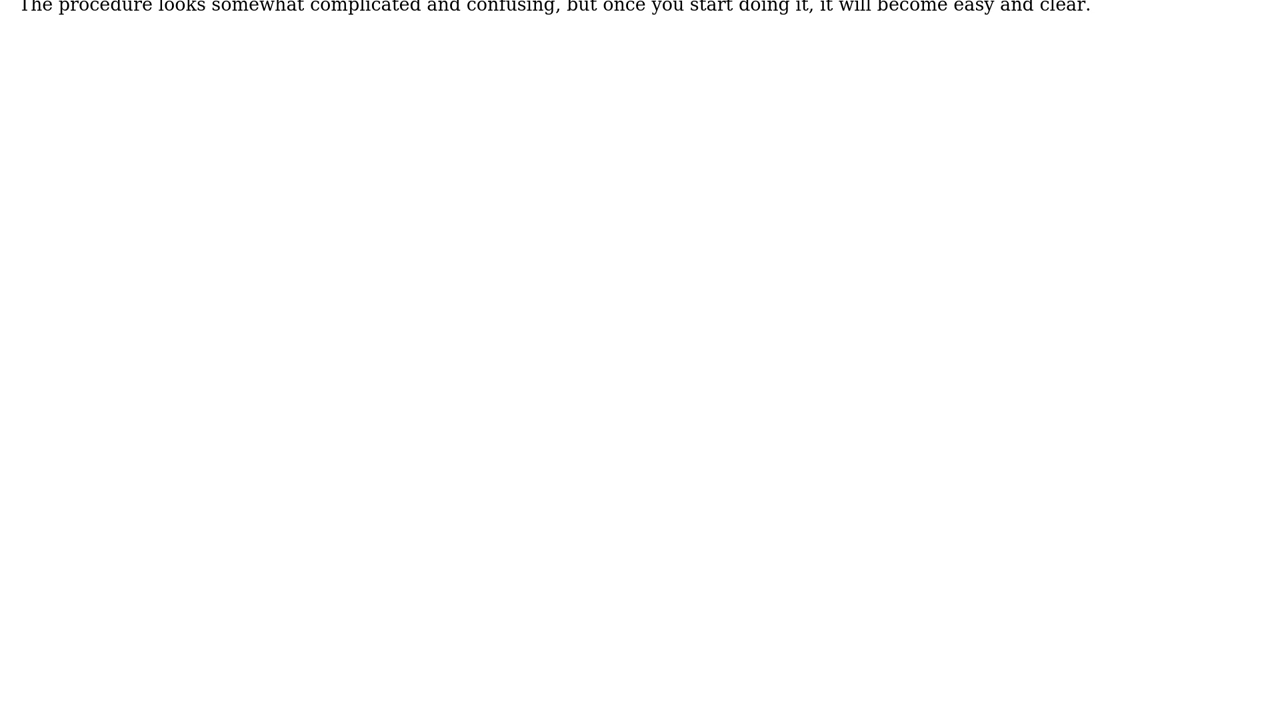 The procedure looks somewhat complicated and confusing, but once you start doing it, it will become easy and clear.